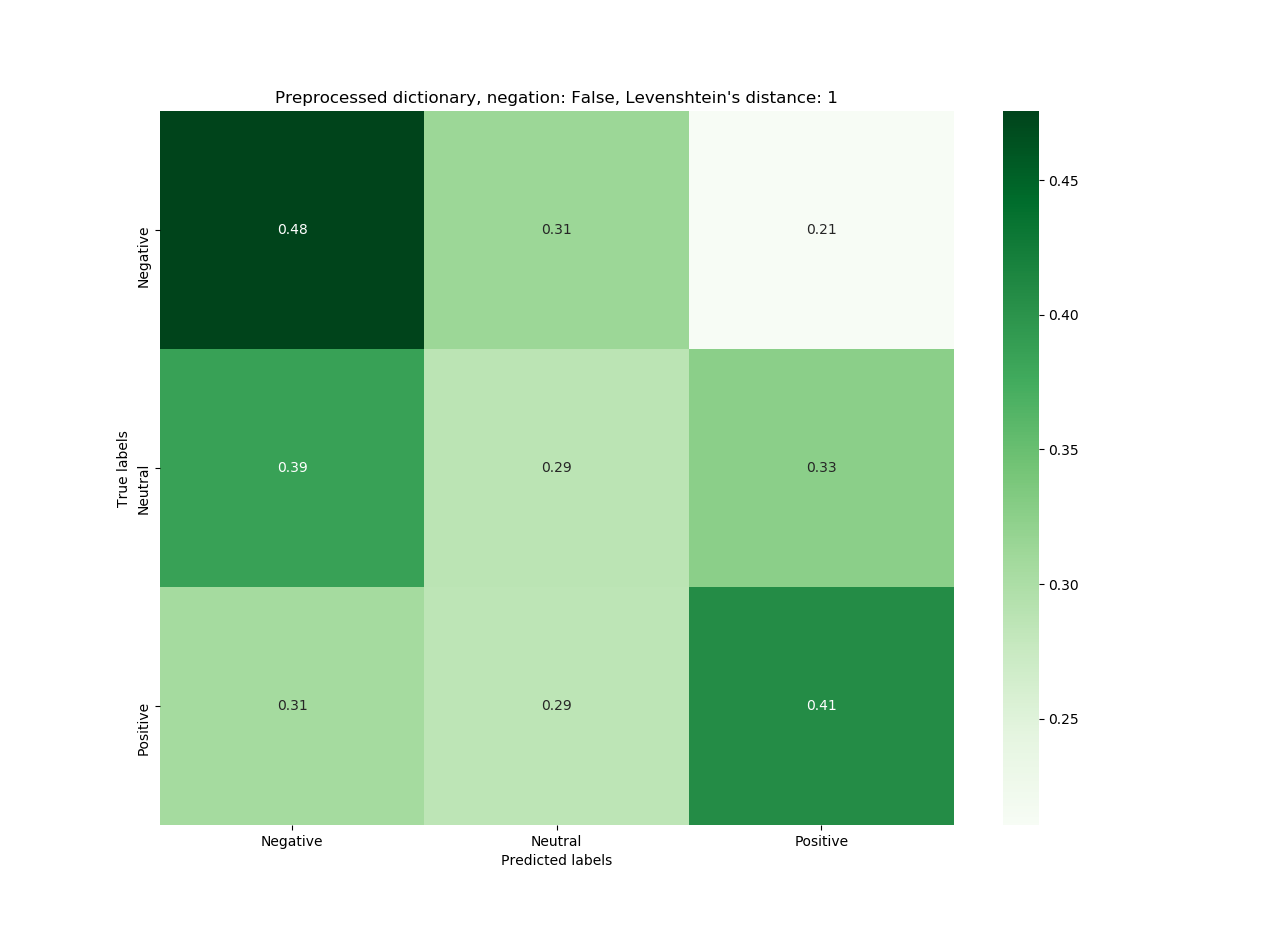 Preprocessed dictionary, negation: False, Levenshtein's distance: 1
True labels
Negative
0.48 0.31 0.21
Neutral
0.39 0.29 0.33
Positive
0.31 0.29 0.41
Negative Neutral Positive
Predicted labels
0.45
0.40
0.35
0.30
0.25